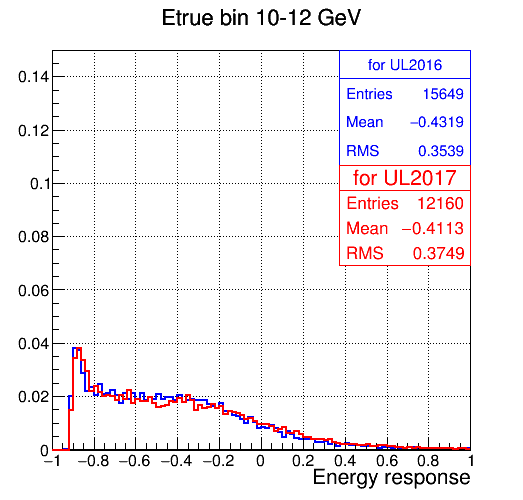 Etrue bin 10-12 GeV
for UL2016
Entries 15649
Mean −0.4319
RMS 0.3539
for UL2017
Entries 12160
Mean −0.4113
RMS 0.3749
0.14
0.12
0.1
0.08
0.06
0.04
0.02
0
−1 −0.8 −0.6 −0.4 −0.2 0 0.2 0.4 0.6 0.8 1
Energy response